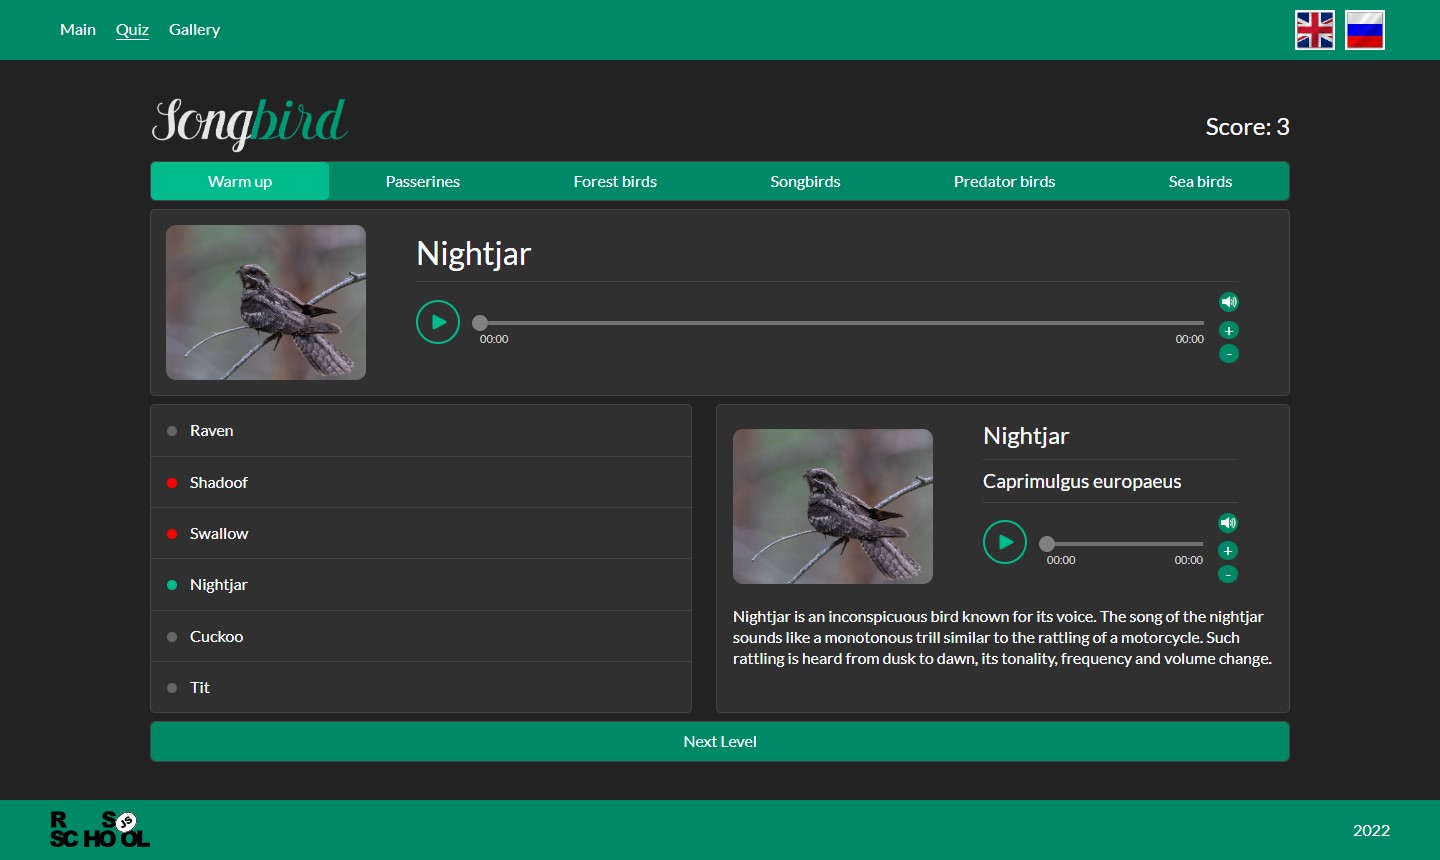 Main
Quiz
Gallery
Songbird
Score: 3
Warm up
Passerines
Forest birds
Songbirds
Predator birds
Sea birds
Nightjar
00:00
00:00
+
-
Raven
Shadoof
Swallow
Nightjar
Cuckoo
Tit
Nightjar
Caprimulgus europaeus
00:00
00:00
+
-
Nightjar is an inconspicuous bird known for its voice. The song of the nightjar
sounds like a monotonous trill similar to the rattling of a motorcycle. Such
rattling is heard from dusk to dawn, its tonality, frequency and volume change.
Next Level
R S JS
SCHOOL
2022